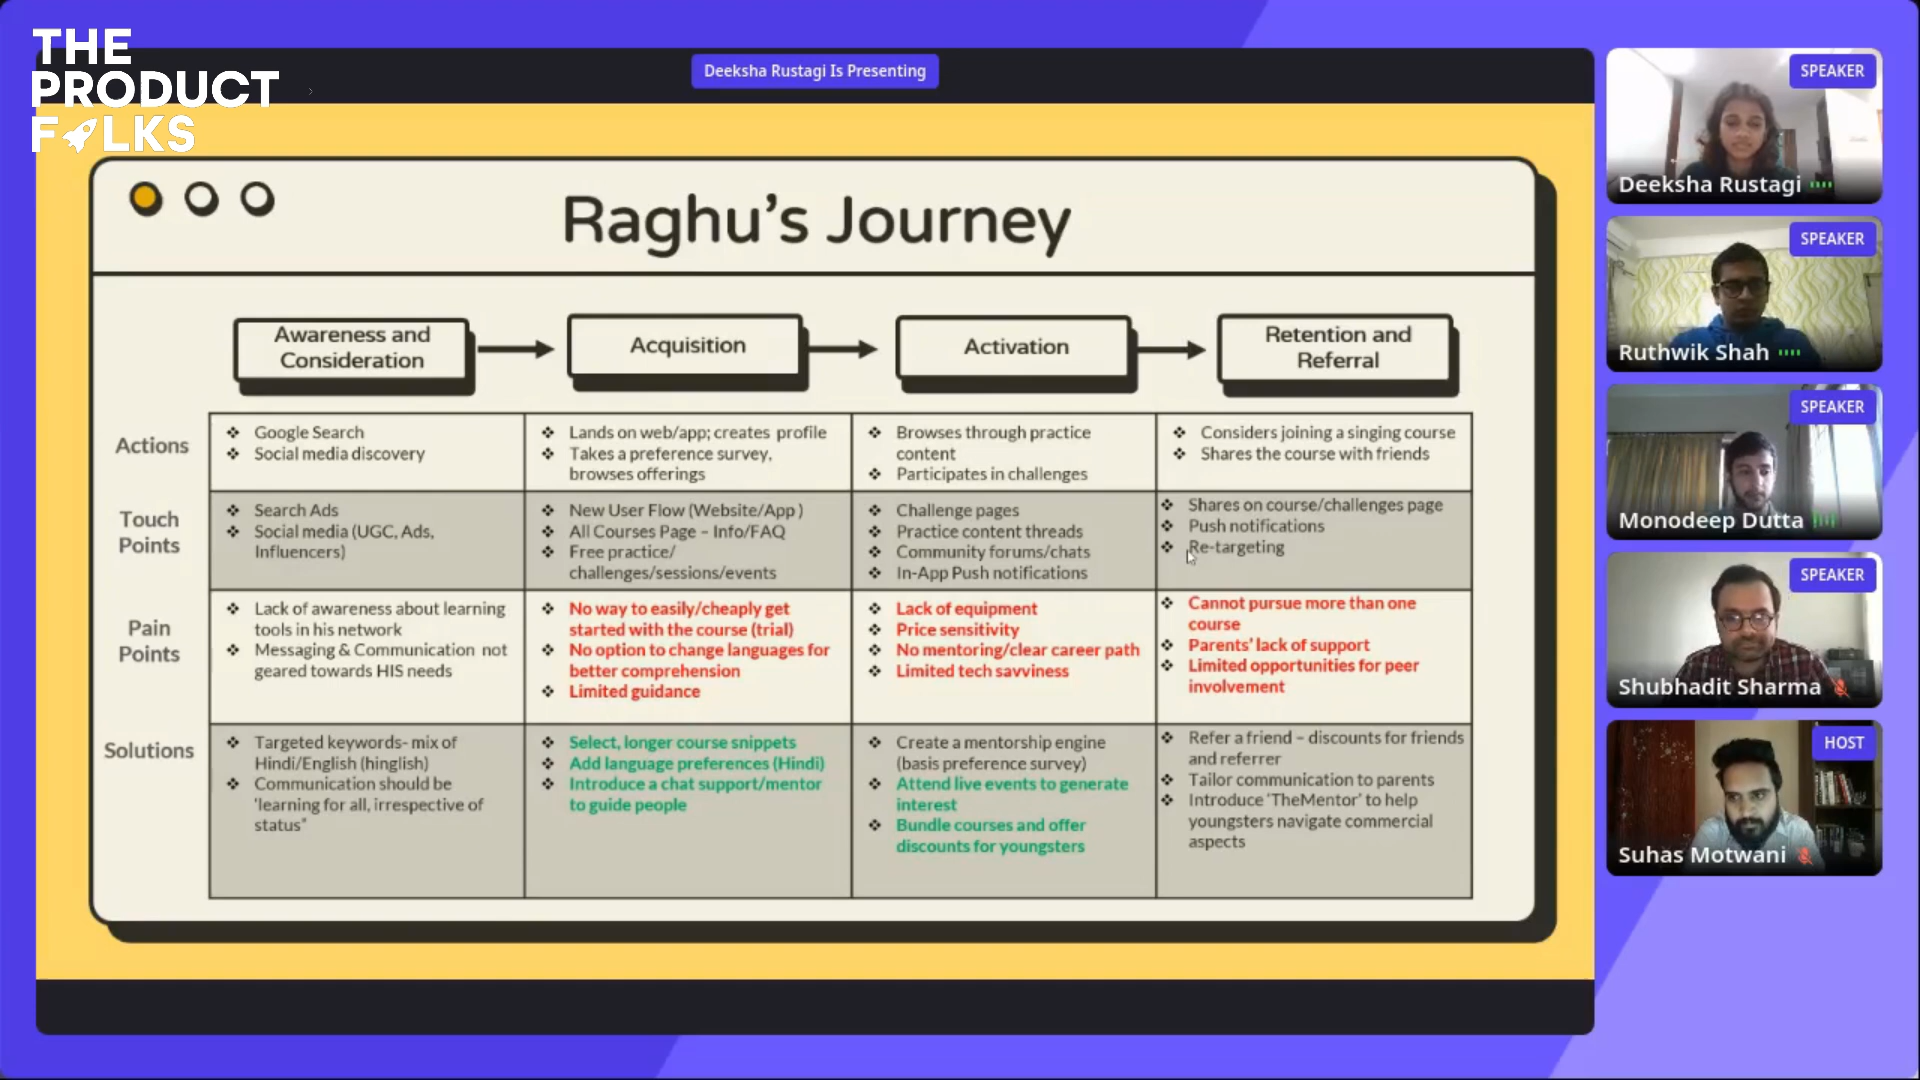 THE
PRODUCT
FOLKS
Deeksha Rustagi Is Presenting
Raghu's Journey
Awareness and
Consideration
Acquisition
Activation
Retention and
Referral
Actions
Google Search
Social media discovery
Lands on web/app; creates profile
Takes a preference survey,
browses offerings
Browses through practice
content
Participates in challenges
Considers joining a singing course
Shares the course with friends
Touch
Points
Search Ads
Social media (UGC, Ads,
Influencers)
New User Flow (Website/App )
All Courses Page – Info/FAQ
Free practice/
challenges/sessions/events
Challenge pages
Practice content threads
Community forums/chats
In-App Push notifications
Shares on course/challenges page
Push notifications
Re-targeting
Pain
Points
Lack of awareness about learning
tools in his network
Messaging & Communication not
geared towards HIS needs
No way to easily/cheaply get
started with the course (trial)
No option to change languages for
better comprehension
Limited guidance
Lack of equipment
Price sensitivity
No mentoring/clear career path
Limited tech savviness
Cannot pursue more than one
course
Parents' lack of support
Limited opportunities for peer
involvement
Solutions
Targeted keywords- mix of
Hindi/English (hinglish)
Communication should be
'learning for all, irrespective of
status"
Select, longer course snippets
Add language preferences (Hindi)
Introduce a chat support/mentor
to guide people
Create a mentorship engine
(basis preference survey)
Attend live events to generate
interest
Bundle courses and offer
discounts for youngsters
Refer a friend – discounts for friends
and referrer
Tailor communication to parents
Introduce 'TheMentor' to help
youngsters navigate commercial
aspects
SPEAKER
Deeksha Rustagi
SPEAKER
Ruthwik Shah
SPEAKER
Monodeep Dutta
SPEAKER
Shubhadit Sharma
HOST
Suhas Motwani